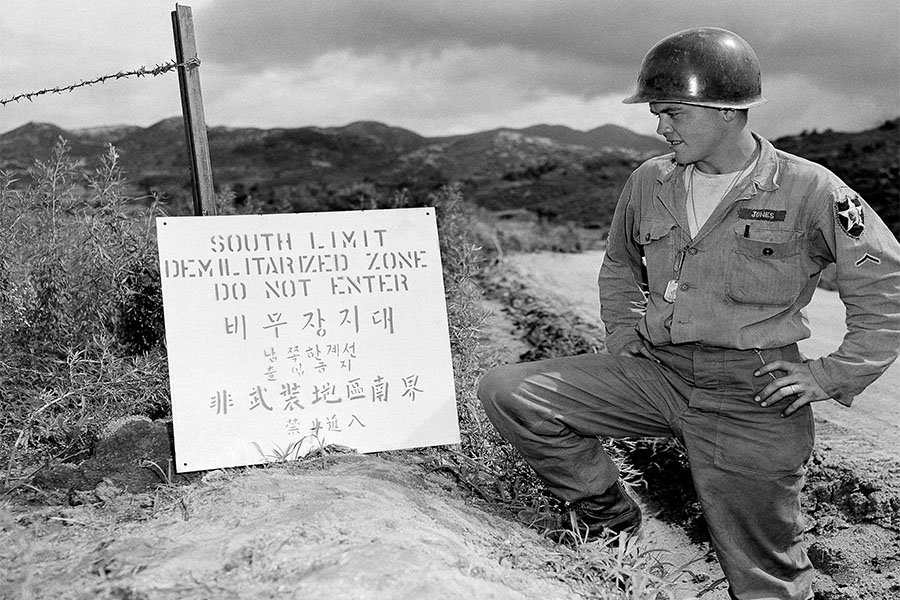 SOUTH LIMIT
DEMILITARIZED ZONE
DO NOT ENTER
비무장지대
남쪽한계선
출입금지
非武裝地區南界
禁止進入
JONES